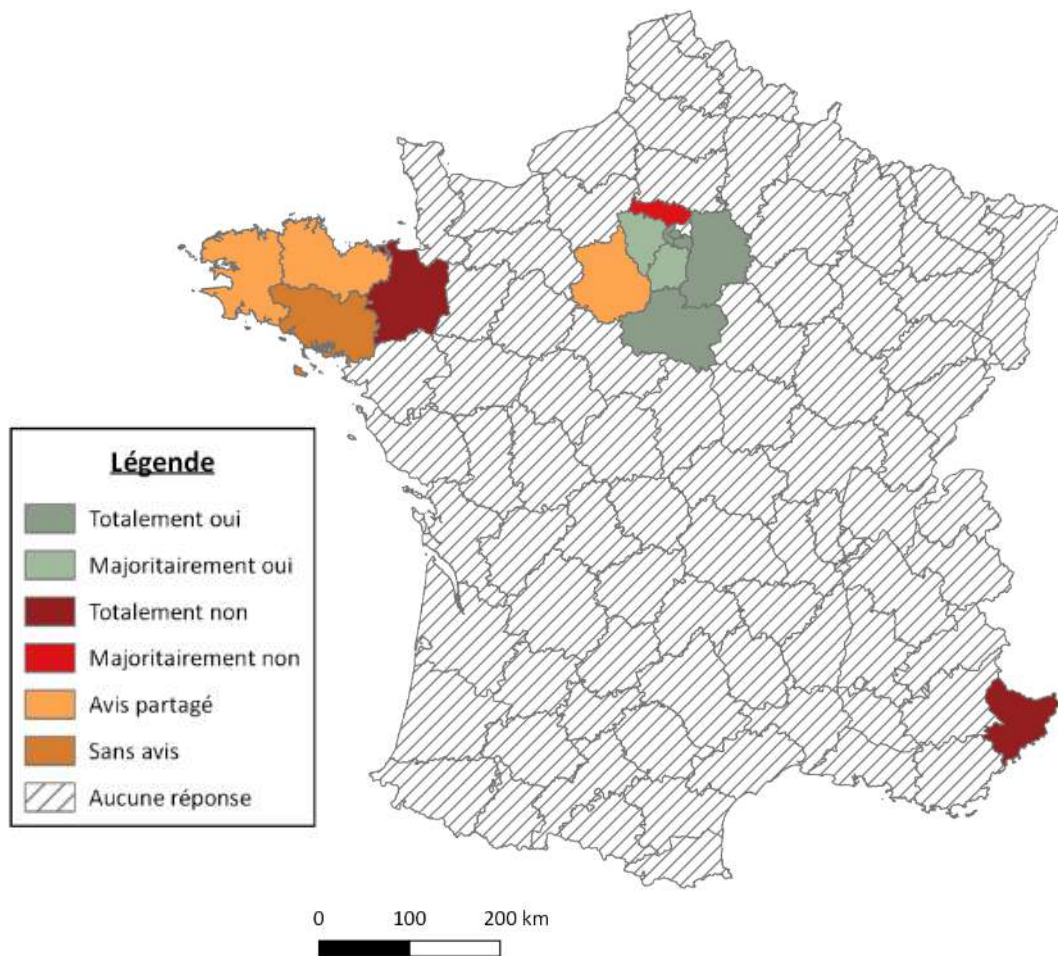 Légende
Totalement oui
Majoritairement oui
Totalement non
Majoritairement non
Avis partagé
Sans avis
Aucune réponse
0 100 200 km